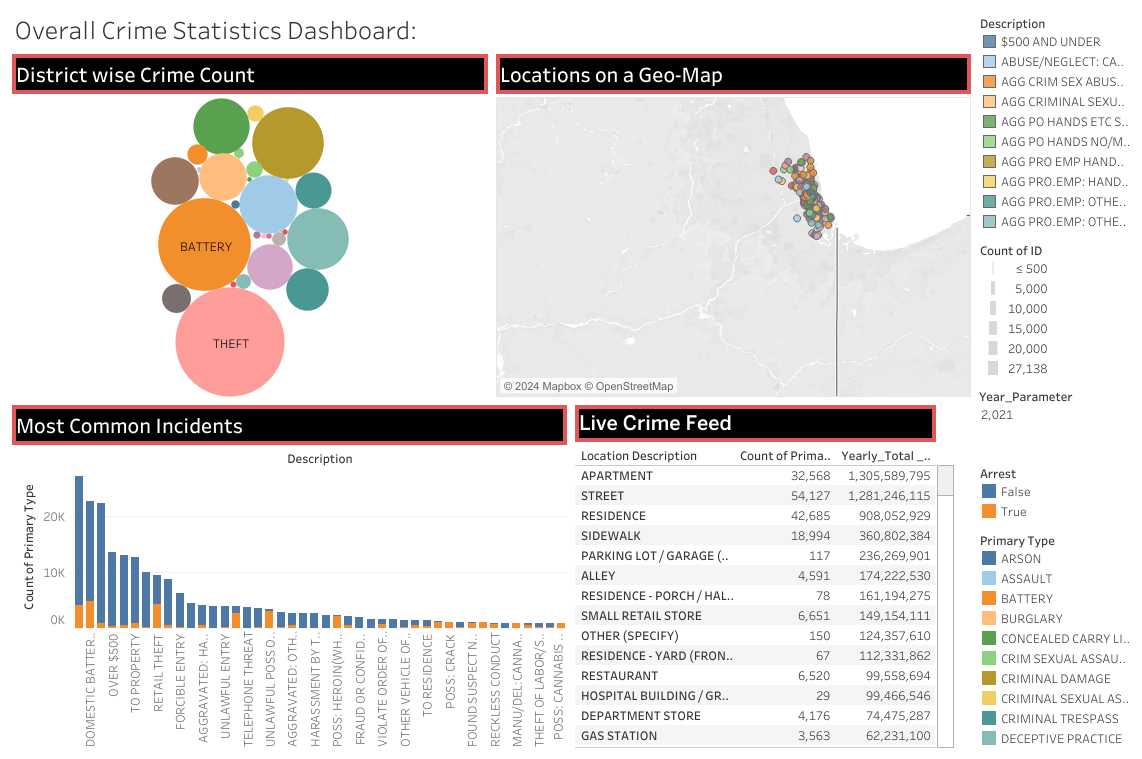 Overall Crime Statistics Dashboard:
District wise Crime Count
BATTERY
THEFT
Locations on a Geo-Map
© 2024 Mapbox © OpenStreetMap
Description
$500 AND UNDER
ABUSE/NEGLECT: CA..
AGG CRIM SEX ABUS..
AGG CRIMINAL SEXU..
AGG PO HANDS ETC S..
AGG PO HANDS NO/M..
AGG PRO EMP HAND..
AGG PRO.EMP: HAND..
AGG PRO.EMP: OTHE..
AGG PRO.EMP: OTHE..
Count of ID
≤ 500
5,000
10,000
15,000
20,000
27,138
Year_Parameter
2,021
Most Common Incidents
Description
Count of Primary Type
20K
10K
0K
DOMESTIC BATTER..
OVER $500
TO PROPERTY
RETAIL THEFT
FORCIBLE ENTRY
AGGRAVATED: HA..
UNLAWFUL ENTRY
TELEPHONE THREAT
UNLAWFUL POSS O..
AGGRAVATED: OTH..
HARASSMENT BY T..
POSS: HEROIN(WH..
FRAUD OR CONFID..
VIOLATE ORDER OF..
OTHER VEHICLE OF..
TO RESIDENCE
POSS: CRACK
FOUND SUSPECT N..
RECKLESS CONDUCT
MANU/DEL:CANNA..
THEFT OF LABOR/S..
POSS: CANNABIS ..
Live Crime Feed
Location Description Count of Prima.. Yearly_Total _..
APARTMENT 32,568 1,305,589,795
STREET 54,127 1,281,246,115
RESIDENCE 42,685 908,052,929
SIDEWALK 18,994 360,802,384
PARKING LOT / GARAGE (.. 117 236,269,901
ALLEY 4,591 174,222,530
RESIDENCE - PORCH / HAL.. 78 161,194,275
SMALL RETAIL STORE 6,651 149,154,111
OTHER (SPECIFY) 150 124,357,610
RESIDENCE - YARD (FRON.. 67 112,331,862
RESTAURANT 6,520 99,558,694
HOSPITAL BUILDING / GR.. 29 99,466,546
DEPARTMENT STORE 4,176 74,475,287
GAS STATION 3,563 62,231,100
Arrest
False
True
Primary Type
ARSON
ASSAULT
BATTERY
BURGLARY
CONCEALED CARRY LI..
CRIM SEXUAL ASSAU..
CRIMINAL DAMAGE
CRIMINAL SEXUAL AS..
CRIMINAL TRESPASS
DECEPTIVE PRACTICE